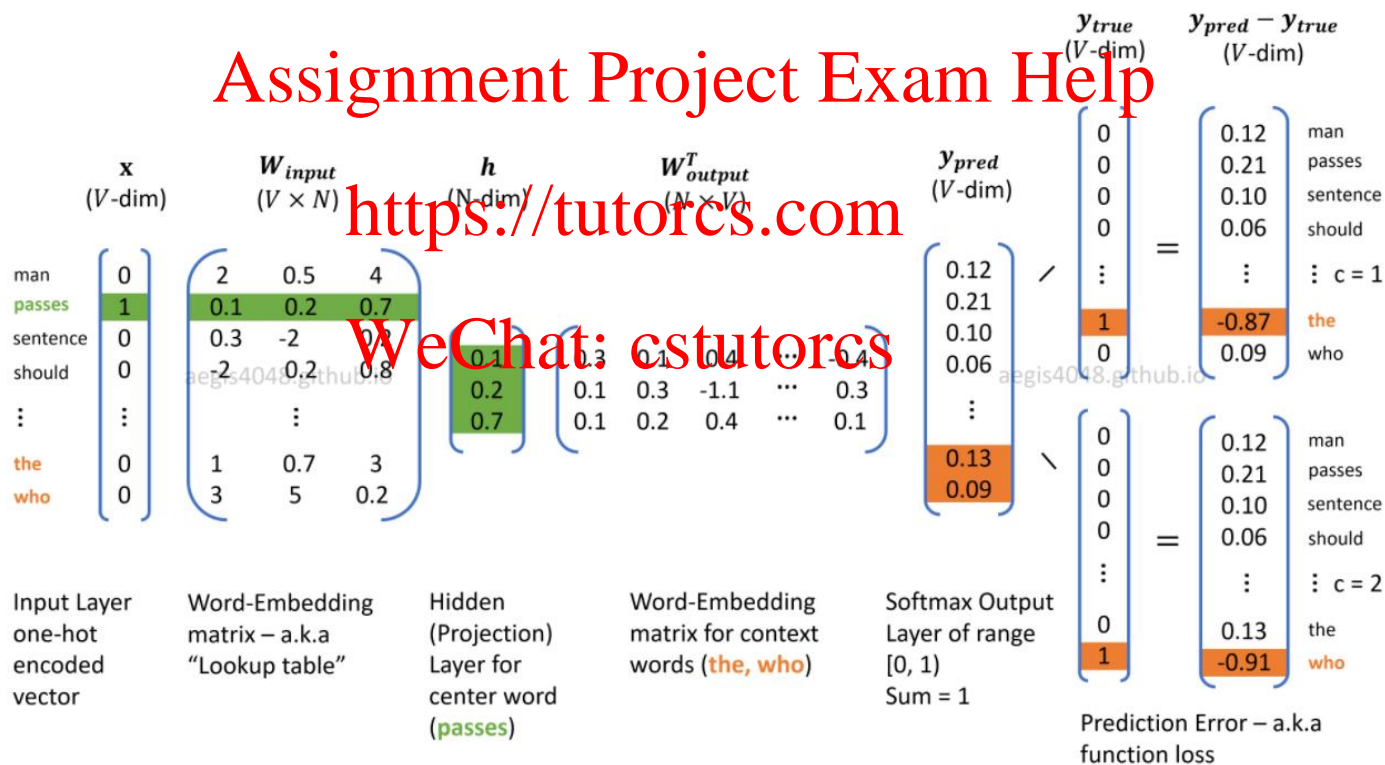 y_true
(V-dim)
y_pred − y_true
(V-dim)
Assignment Project Exam Help
https://tutorcs.com
WeChat: cstutorcs
x
(V-dim)
W_input
(V × N)
h
(N-dim)
W^T_output
(N × V)
y_pred
(V-dim)
man 0
passes 1
sentence 0
should 0
⋮ ⋮
the 0
who 0
2 0.5 4
0.1 0.2 0.7
0.3 -2
-2 0.2 0.8
⋮
1 0.7 3
3 5 0.2
aegis4048.github.io
0.1
0.2
0.7
0.3 0.1 0.4 ⋯ -0.4
0.1 0.3 -1.1 ⋯ 0.3
0.1 0.2 0.4 ⋯ 0.1
0.12
0.21
0.10
0.06
⋮
0.13
0.09
aegis4048.github.io
0 = 0.12 man
0 0.21 passes
0 0.10 sentence
0 0.06 should
⋮ ⋮ ⋮ c = 1
1 -0.87 the
0 0.09 who
0 = 0.12 man
0 0.21 passes
0 0.10 sentence
0 0.06 should
⋮ ⋮ ⋮ c = 2
0 0.13 the
1 -0.91 who
Input Layer
one-hot
encoded
vector
Word-Embedding
matrix – a.k.a
“Lookup table”
Hidden
(Projection)
Layer for
center word
(passes)
Word-Embedding
matrix for context
words (the, who)
Softmax Output
Layer of range
[0, 1)
Sum = 1
Prediction Error – a.k.a
function loss